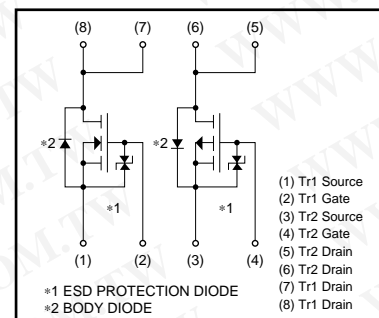 (8) (7) (6) (5)
∗2 ∗2
∗1 ∗1
(1) (2) (3) (4)
(1) Tr1 Source
(2) Tr1 Gate
(3) Tr2 Source
(4) Tr2 Gate
(5) Tr2 Drain
(6) Tr2 Drain
(7) Tr1 Drain
(8) Tr1 Drain
∗1 ESD PROTECTION DIODE
∗2 BODY DIODE